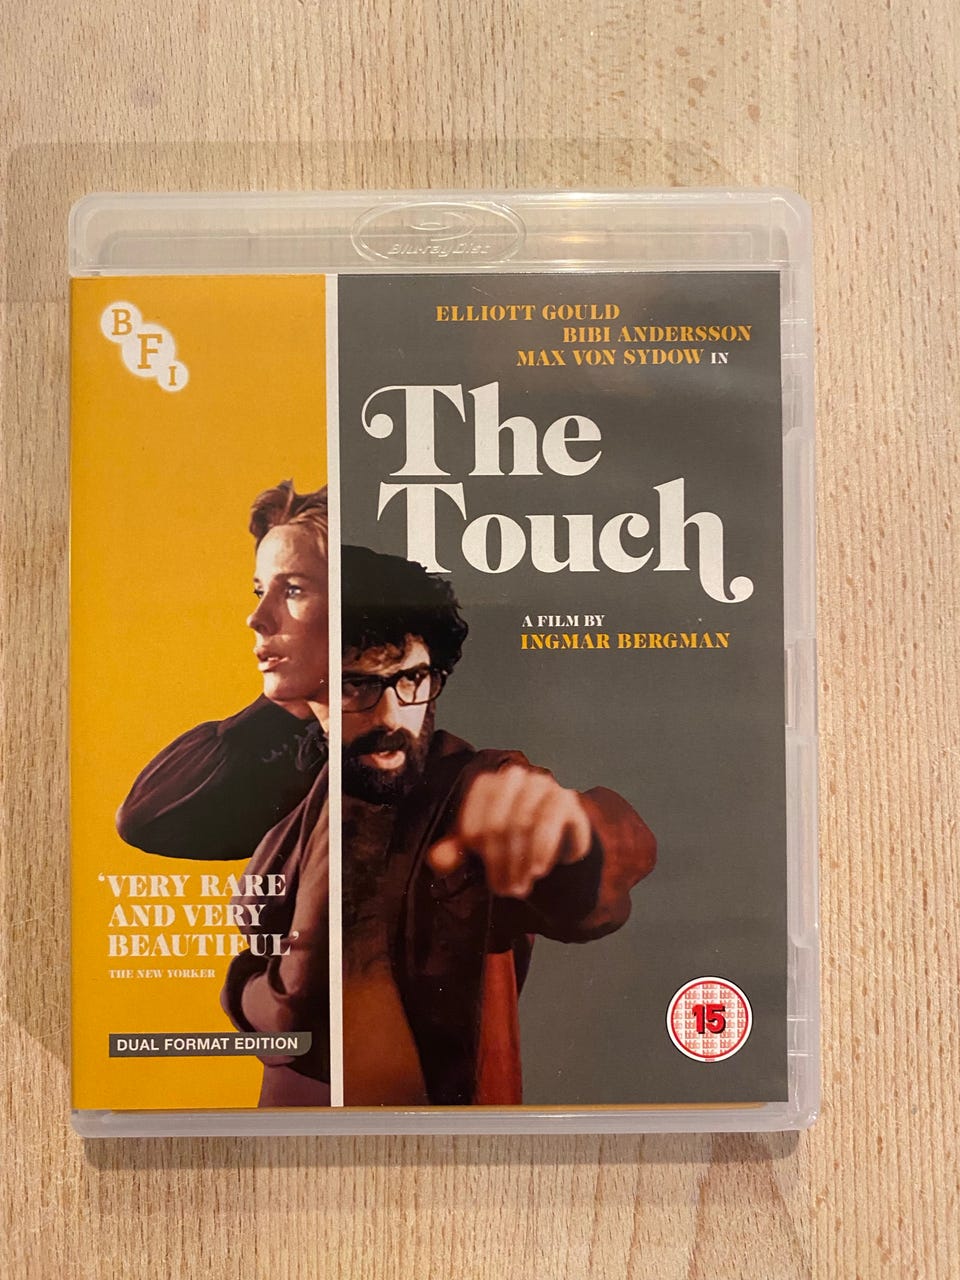 Blu-ray Disc
BFI
ELLIOTT GOULD
BIBI ANDERSSON
MAX VON SYDOW IN
The
Touch
A FILM BY
INGMAR BERGMAN
‘VERY RARE
AND VERY
BEAUTIFUL’
THE NEW YORKER
DUAL FORMAT EDITION
15